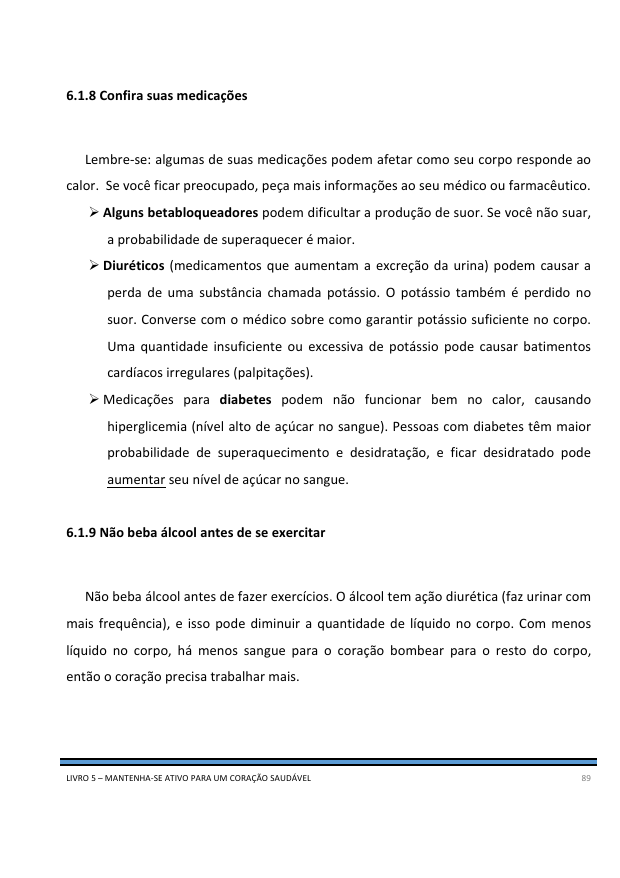 6.1.8 Confira suas medicações
Lembre-se: algumas de suas medicações podem afetar como seu corpo responde ao
calor.  Se você ficar preocupado, peça mais informações ao seu médico ou farmacêutico.
➢ Alguns betabloqueadores podem dificultar a produção de suor. Se você não suar,
a probabilidade de superaquecer é maior.
➢ Diuréticos (medicamentos que aumentam a excreção da urina) podem causar a
perda de uma substância chamada potássio. O potássio também é perdido no
suor. Converse com o médico sobre como garantir potássio suficiente no corpo.
Uma quantidade insuficiente ou excessiva de potássio pode causar batimentos
cardíacos irregulares (palpitações).
➢ Medicações para diabetes podem não funcionar bem no calor, causando
hiperglicemia (nível alto de açúcar no sangue). Pessoas com diabetes têm maior
probabilidade de superaquecimento e desidratação, e ficar desidratado pode
aumentar seu nível de açúcar no sangue.
6.1.9 Não beba álcool antes de se exercitar
Não beba álcool antes de fazer exercícios. O álcool tem ação diurética (faz urinar com
mais frequência), e isso pode diminuir a quantidade de líquido no corpo. Com menos
líquido no corpo, há menos sangue para o coração bombear para o resto do corpo,
então o coração precisa trabalhar mais.
LIVRO 5 – MANTENHA-SE ATIVO PARA UM CORAÇÃO SAUDÁVEL 89